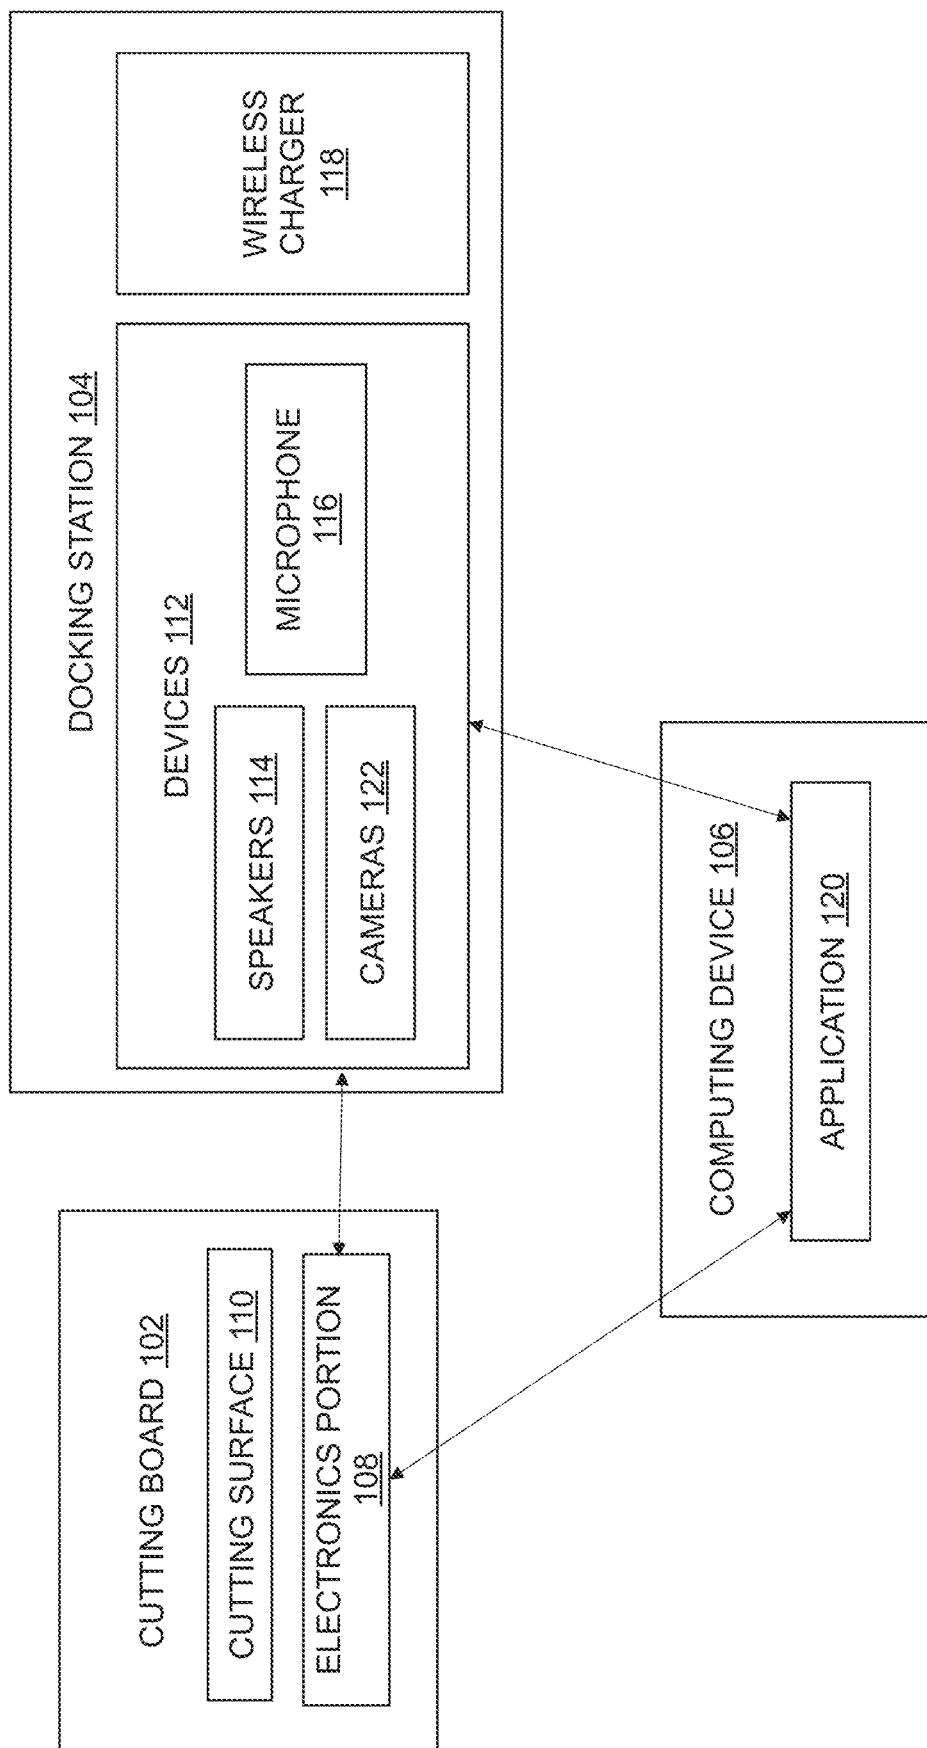 CUTTING BOARD 102
CUTTING SURFACE 110
ELECTRONICS PORTION
108
DOCKING STATION 104
DEVICES 112
SPEAKERS 114
CAMERAS 122
MICROPHONE
116
WIRELESS
CHARGER
118
COMPUTING DEVICE 106
APPLICATION 120